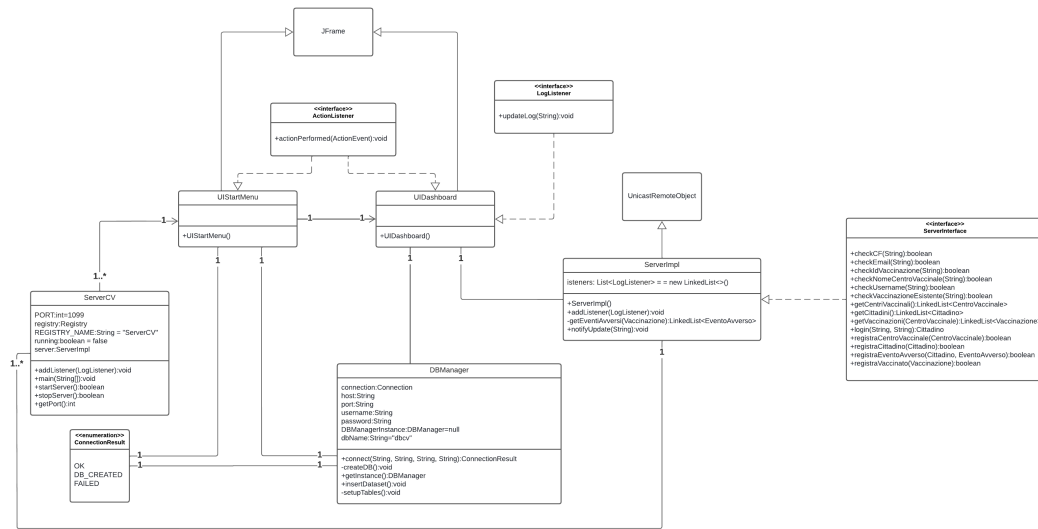 JFrame
<<interface>>
LogListener
+updateLog(String):void
<<interface>>
ActionListener
+actionPerformed(ActionEvent):void
UIStartMenu
+UIStartMenu()
UIDashboard
+UIDashboard()
UnicastRemoteObject
<<interface>>
ServerInterface
+checkCF(String):boolean
+checkEmail(String):boolean
+checkIdVaccinazione(String):boolean
+checkNomeCentroVaccinale(String):boolean
+checkUsername(String):boolean
+checkVaccinazioneEsistente(String):boolean
+getCentriVaccinali():LinkedList<CentroVaccinale>
+getCittadini():LinkedList<Cittadino>
+getVaccinazioni(CentroVaccinale):LinkedList<Vaccinazione>
+login(String, String):Cittadino
+registraCentroVaccinale(CentroVaccinale):boolean
+registraCittadino(Cittadino):boolean
+registraEventoAvverso(Cittadino, EventoAvverso):boolean
+registraVaccinato(Vaccinazione):boolean
1
1
1
1
1
1
ServerImpl
isteners: List<LogListener> = = new LinkedList<>()
+ServerImpl()
+addListener(LogListener):void
-getEventiAvversi(Vaccinazione):LinkedList<EventoAvverso>
+notifyUpdate(String):void
1
1..*
ServerCV
PORT:int=1099
registry:Registry
REGISTRY_NAME:String = "ServerCV"
running:boolean = false
server:ServerImpl
+addListener(LogListener):void
+main(String[]):void
+startServer():boolean
+stopServer():boolean
+getPort():int
1..*
DBManager
connection:Connection
host:String
port:String
username:String
password:String
DBManagerInstance:DBManager=null
dbName:String="dbcv"
+connect(String, String, String, String):ConnectionResult
-createDB():void
+getInstance():DBManager
+insertDataset():void
-setupTables():void
<<enumeration>>
ConnectionResult
OK
DB_CREATED
FAILED
1
1
1
1